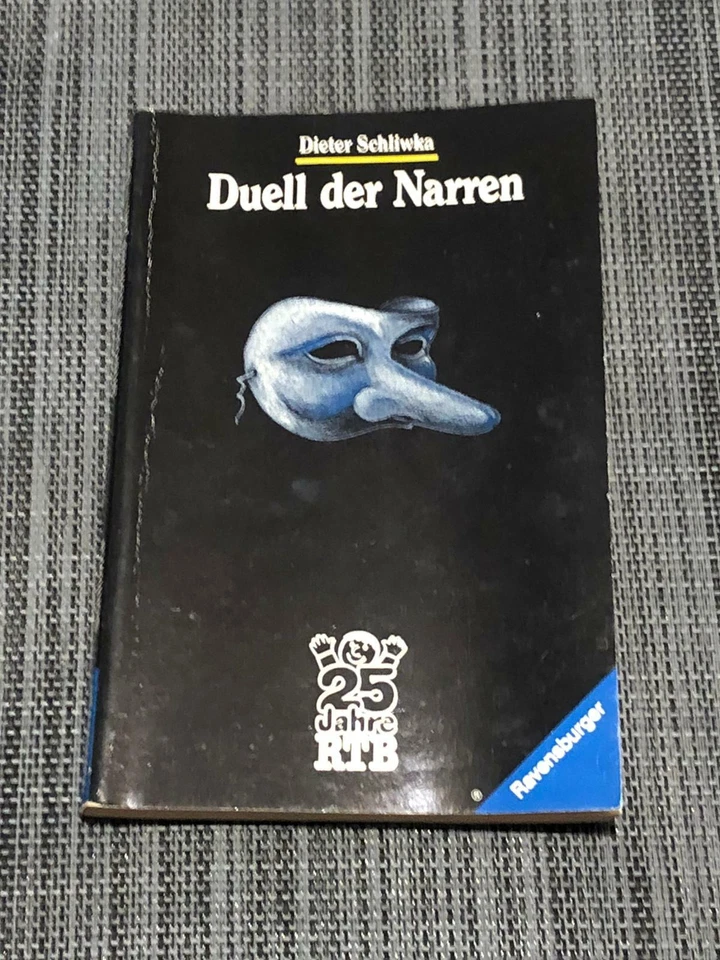 Dieter Schliwka
Duell der Narren
25
Jahre
RTB
Ravensburger
®